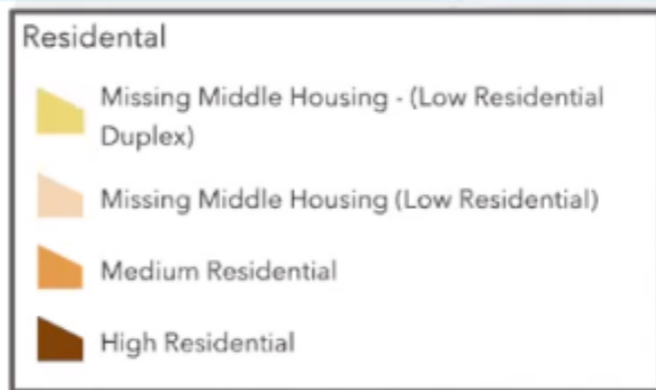 Residental
Missing Middle Housing - (Low Residential
Duplex)
Missing Middle Housing (Low Residential)
Medium Residential
High Residential